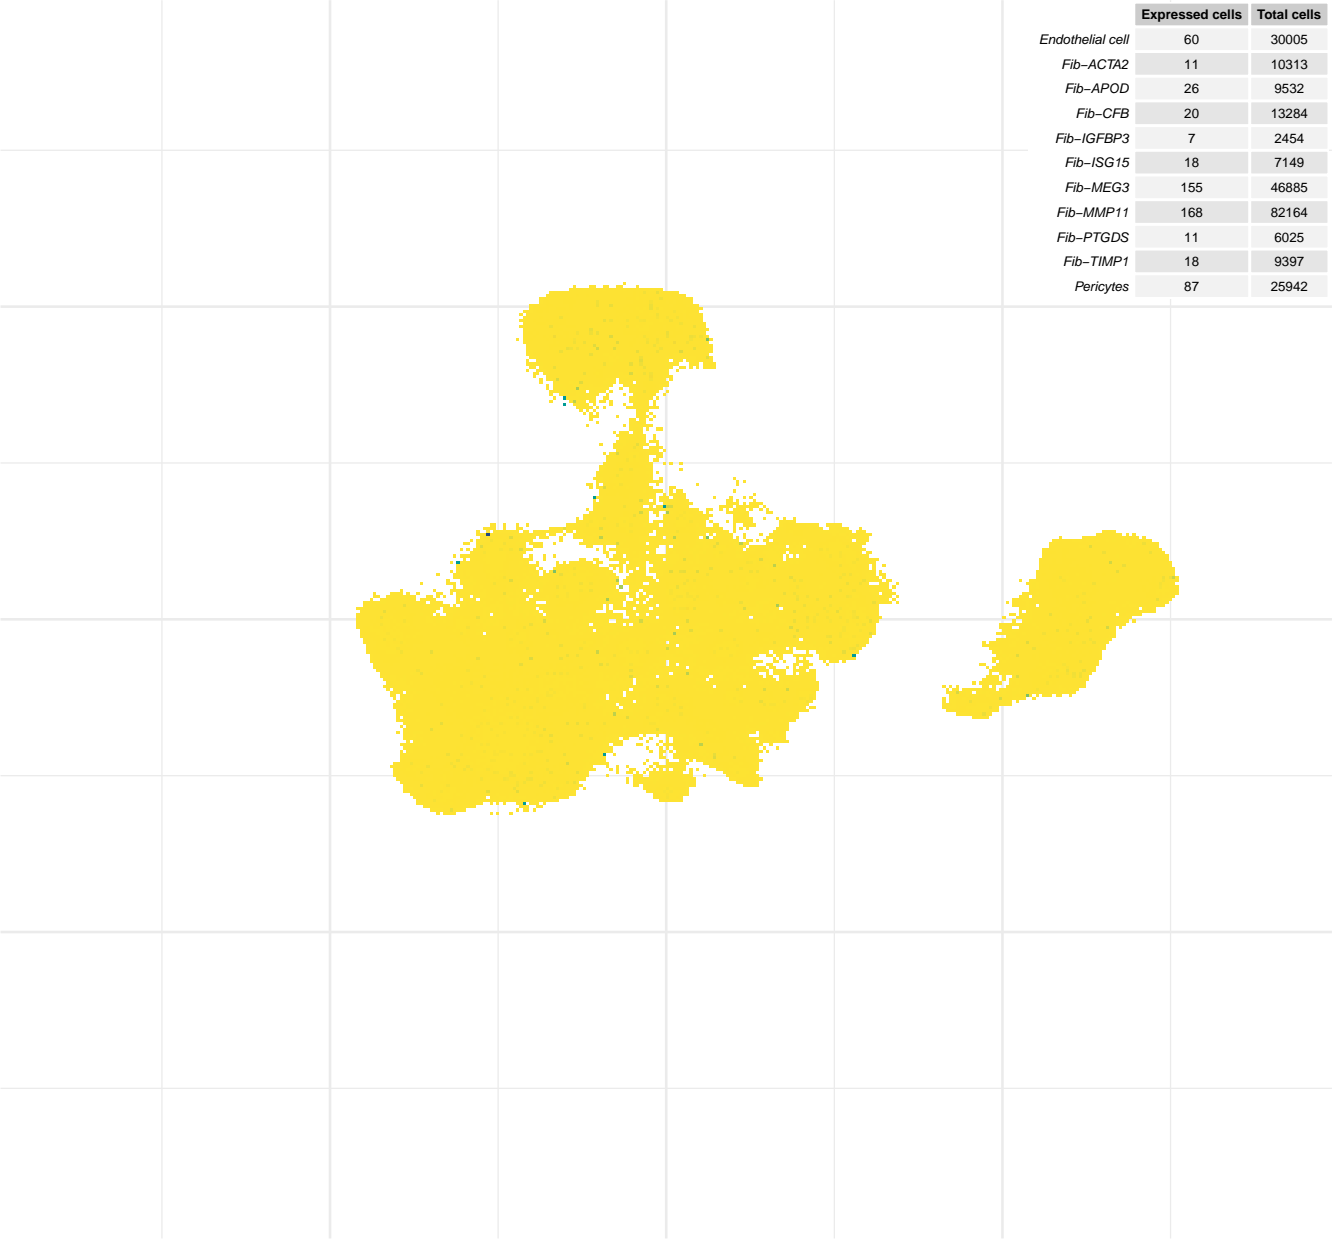 Expressed cells Total cells
Endothelial cell 60 30005
Fib−ACTA2 11 10313
Fib−APOD 26 9532
Fib−CFB 20 13284
Fib−IGFBP3 7 2454
Fib−ISG15 18 7149
Fib−MEG3 155 46885
Fib−MMP11 168 82164
Fib−PTGDS 11 6025
Fib−TIMP1 18 9397
Pericytes 87 25942